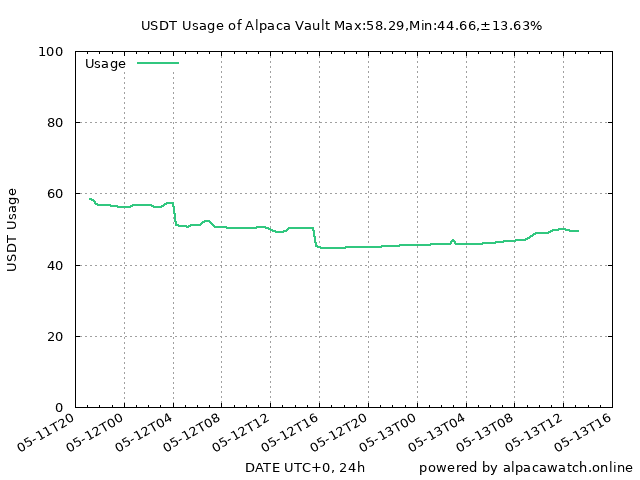 USDT Usage of Alpaca Vault Max:58.29,Min:44.66,±13.63%
Usage
100
80
60
40
20
0
USDT Usage
05-11T20
05-12T00
05-12T04
05-12T08
05-12T12
05-12T16
05-12T20
05-13T00
05-13T04
05-13T08
05-13T12
05-13T16
DATE UTC+0, 24h
powered by alpacawatch.online